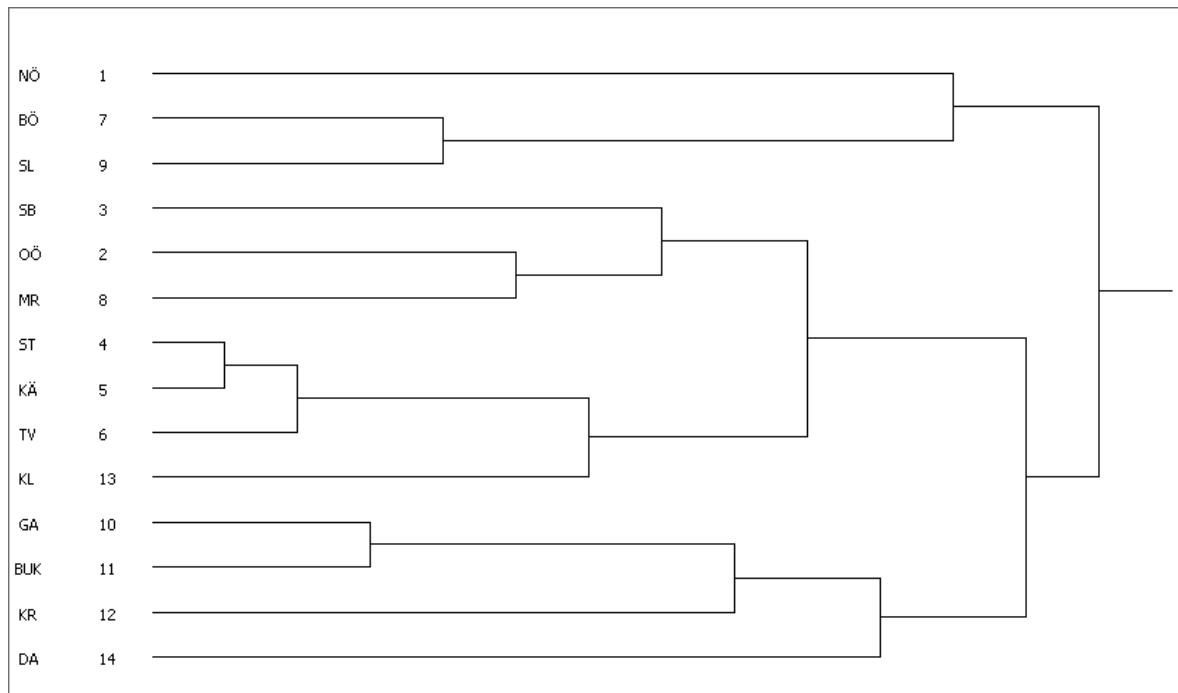 NÖ 1
BÖ 7
SL 9
SB 3
OÖ 2
MR 8
ST 4
KÄ 5
TV 6
KL 13
GA 10
BUK 11
KR 12
DA 14